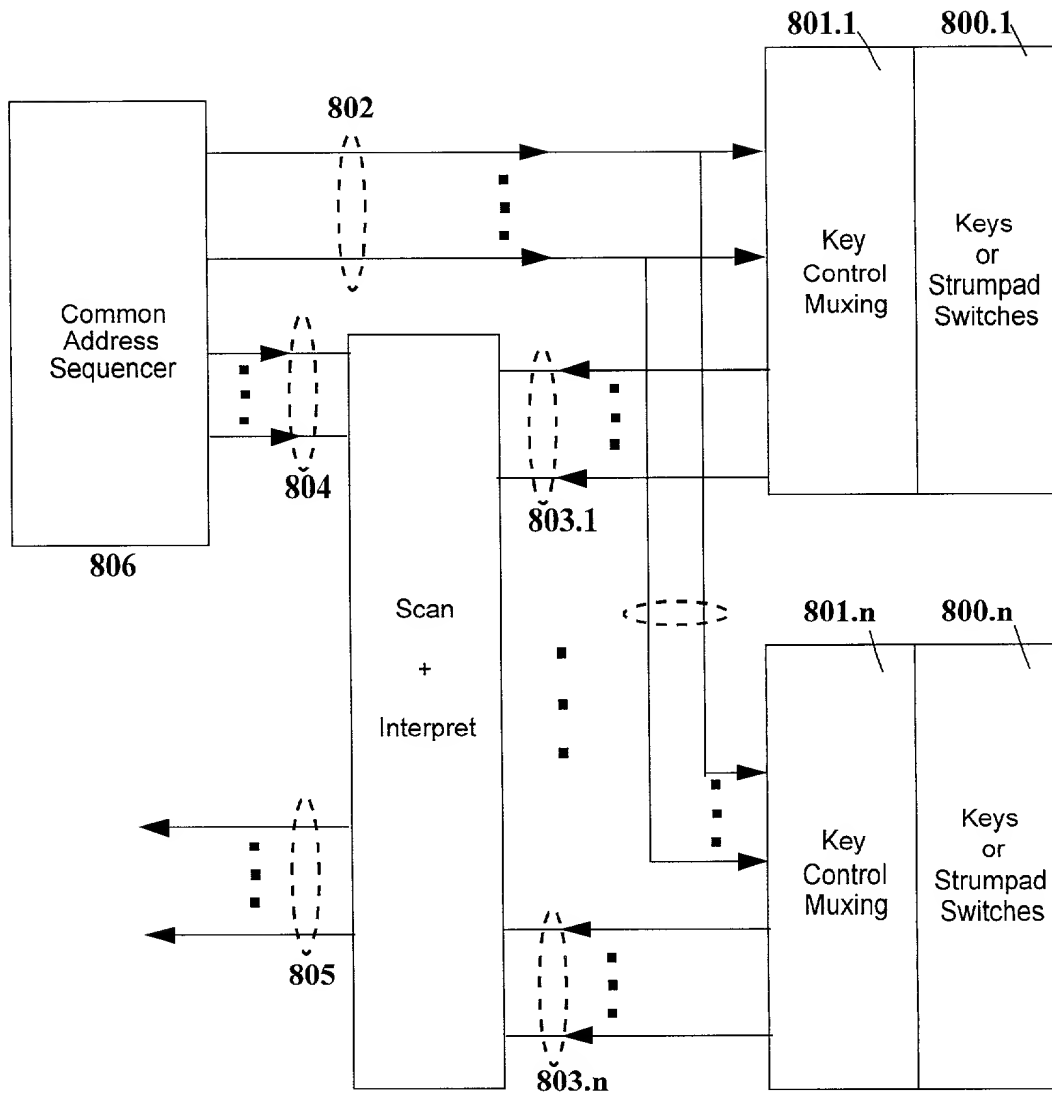 801.1
800.1
802
Common
Address
Sequencer
Key
Control
Muxing
Keys
or
Strumpad
Switches
804
803.1
806
Scan
+
Interpret
801.n
800.n
Key
Control
Muxing
Keys
or
Strumpad
Switches
805
803.n